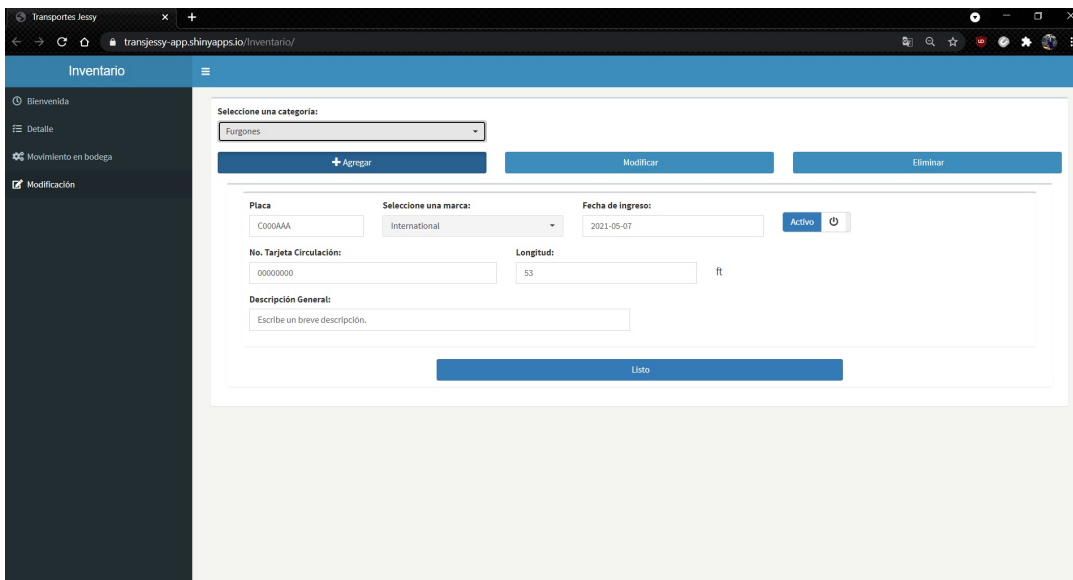 Transportes Jessy
transjessy-app.shinyapps.io/Inventario/
Inventario
Bienvenida
Detalle
Movimiento en bodega
Modificación
Seleccione una categoría:
Furgones
Agregar Modificar Eliminar
Placa Seleccione una marca: Fecha de ingreso:
C000AAA International 2021-05-07 Activo
No. Tarjeta Circulación: Longitud:
00000000 53 ft
Descripción General:
Escribe un breve descripción.
Listo